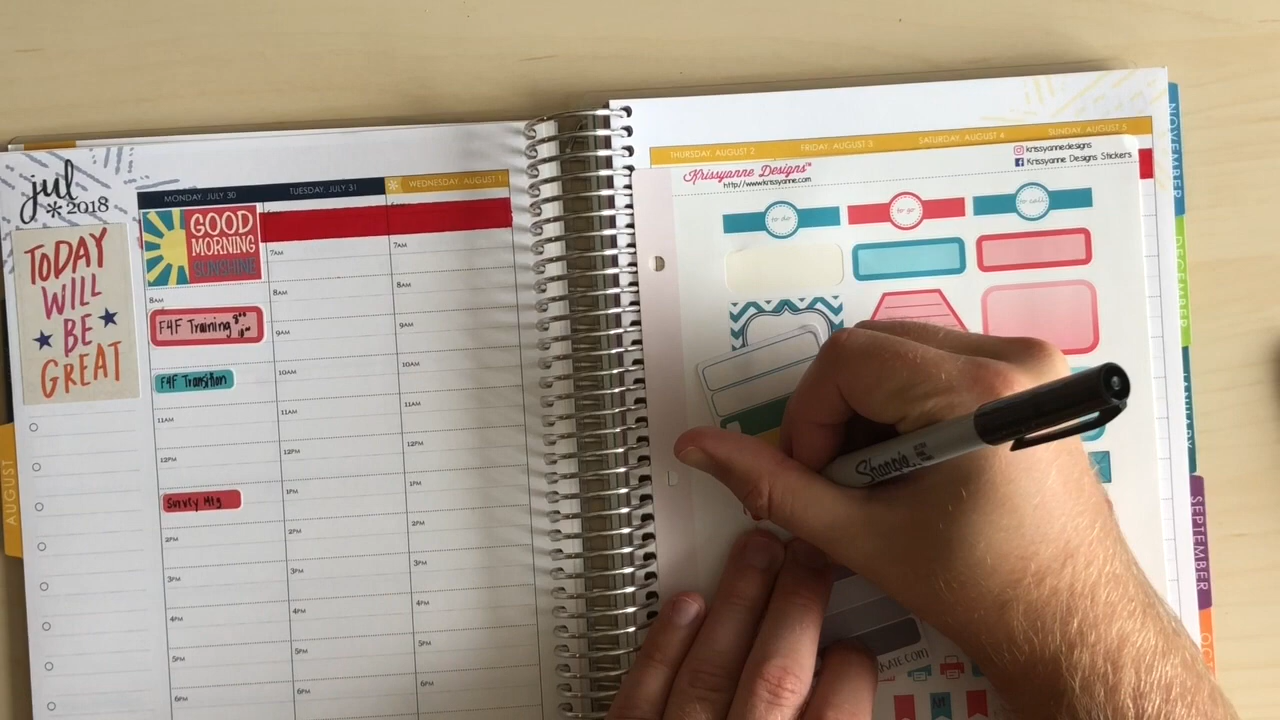 jul
*2018
TODAY
WILL
BE
GREAT
AUGUST
MONDAY, JULY 30
TUESDAY, JULY 31
WEDNESDAY, AUGUST 1
GOOD
MORNING
SUNSHINE
8AM
F4F Training
F4F Transition
11AM
12PM
Survey Mtg
2PM
3PM
4PM
5PM
6PM
7AM
8AM
9AM
10AM
11AM
12PM
1PM
2PM
3PM
4PM
5PM
6PM
7AM
8AM
9AM
10AM
11AM
12PM
1PM
2PM
3PM
4PM
5PM
6PM
THURSDAY, AUGUST 2
FRIDAY, AUGUST 3
SATURDAY, AUGUST 4
SUNDAY, AUGUST 5
Krissyanne Designs™
http://www.krissyanne.com
krissyannedesigns
Krissyanne Designs Stickers
to do
to go
to call
Sharpie
KATE.COM
NOVEMBER
DECEMBER
JANUARY
SEPTEMBER